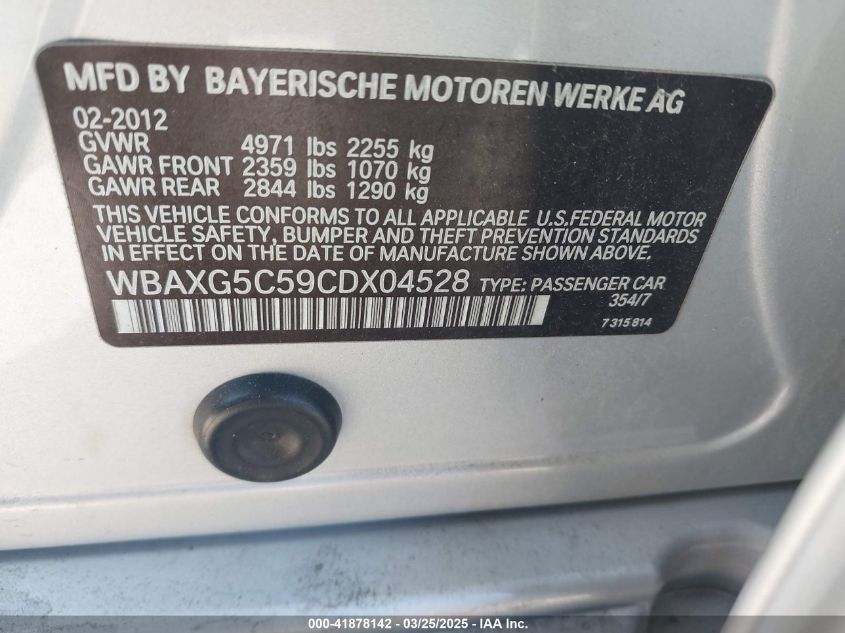 MFD BY BAYERISCHE MOTOREN WERKE AG
02-2012
GVWR 4971 lbs 2255 kg
GAWR FRONT 2359 lbs 1070 kg
GAWR REAR 2844 lbs 1290 kg
THIS VEHICLE CONFORMS TO ALL APPLICABLE U.S.FEDERAL MOTOR
VEHICLE SAFETY, BUMPER AND THEFT PREVENTION STANDARDS
IN EFFECT ON THE DATE OF MANUFACTURE SHOWN ABOVE.
WBAXG5C59CDX04528 TYPE: PASSENGER CAR
354/7
7315814
000-41878142 - 03/25/2025 - IAA Inc.